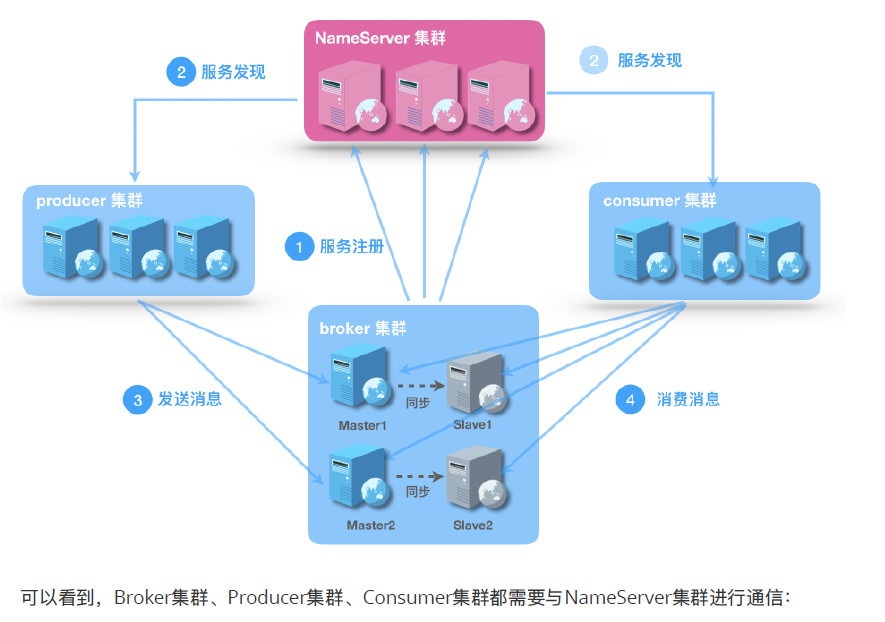 NameServer 集群
2 服务发现
2 服务发现
producer 集群
consumer 集群
1 服务注册
broker 集群
3 发送消息
同步
4 消费消息
Master1
Slave1
同步
Master2
Slave2
可以看到，Broker集群、Producer集群、Consumer集群都需要与NameServer集群进行通信：